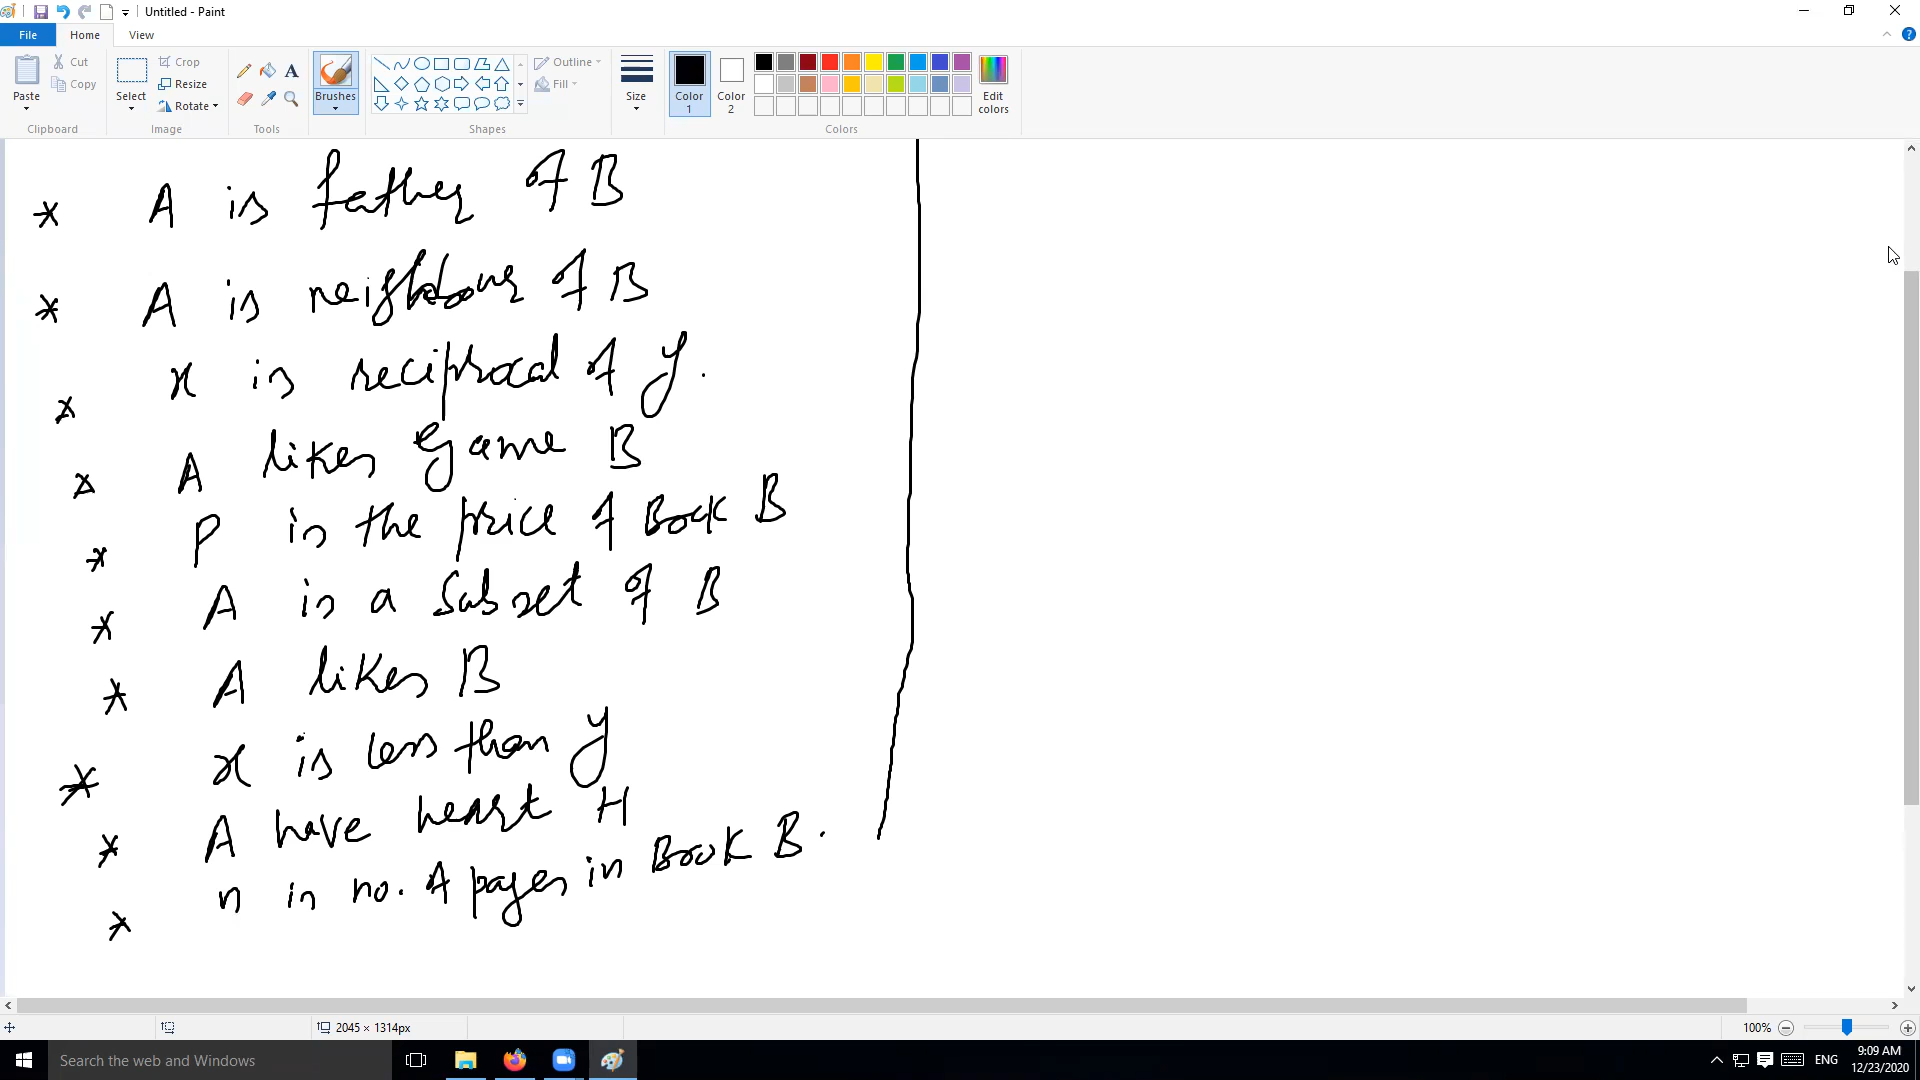 Untitled - Paint
File Home View
Cut
Copy
Paste
Clipboard
Select
Crop
Resize
Rotate
Image
Tools
Brushes
Shapes
Outline
Fill
Size
Color 1
Color 2
Edit colors
Colors
* A is father of B
* A is neighbour of B
* x is reciprocal of y.
* A likes Game B
* P is the price of Book B
* A is a Subset of B
* A likes B
* x is less than y
* A have heart H
* n is no. of pages in Book B.
2045 × 1314px
100%
Search the web and Windows
ENG
9:09 AM
12/23/2020